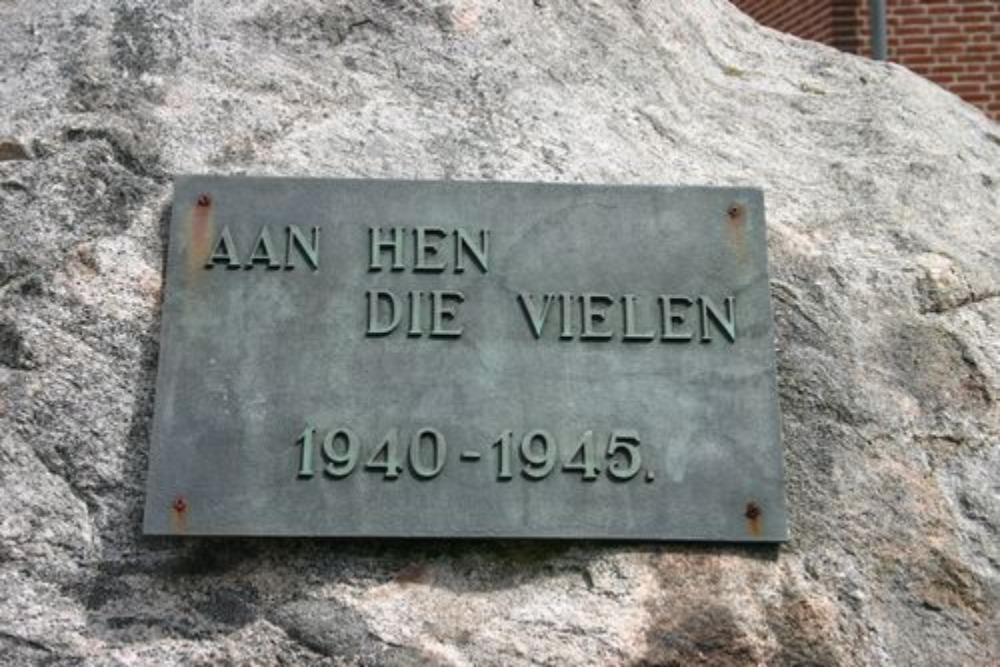 AAN HEN
DIE VIELEN
1940-1945.